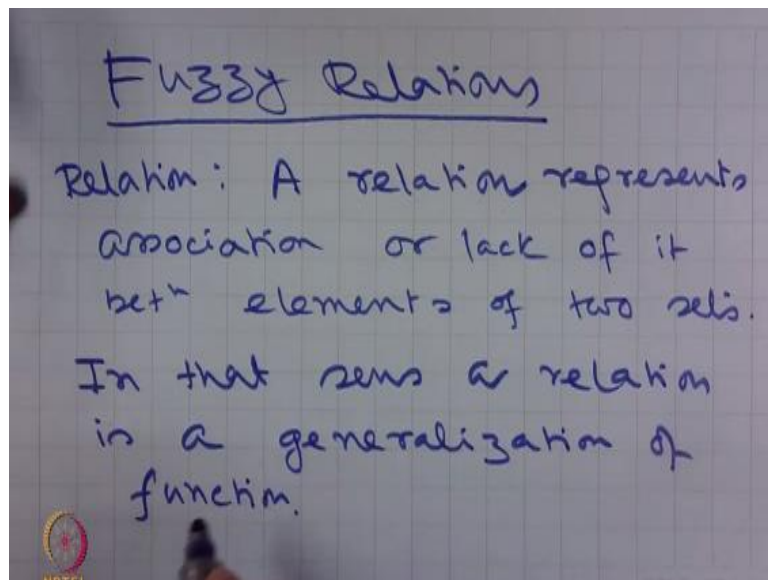 Fuzzy Relations
Relation: A relation represents
association or lack of it
betⁿ elements of two sets.
In that sens a relation
is a generalization of
function.
NPTEL